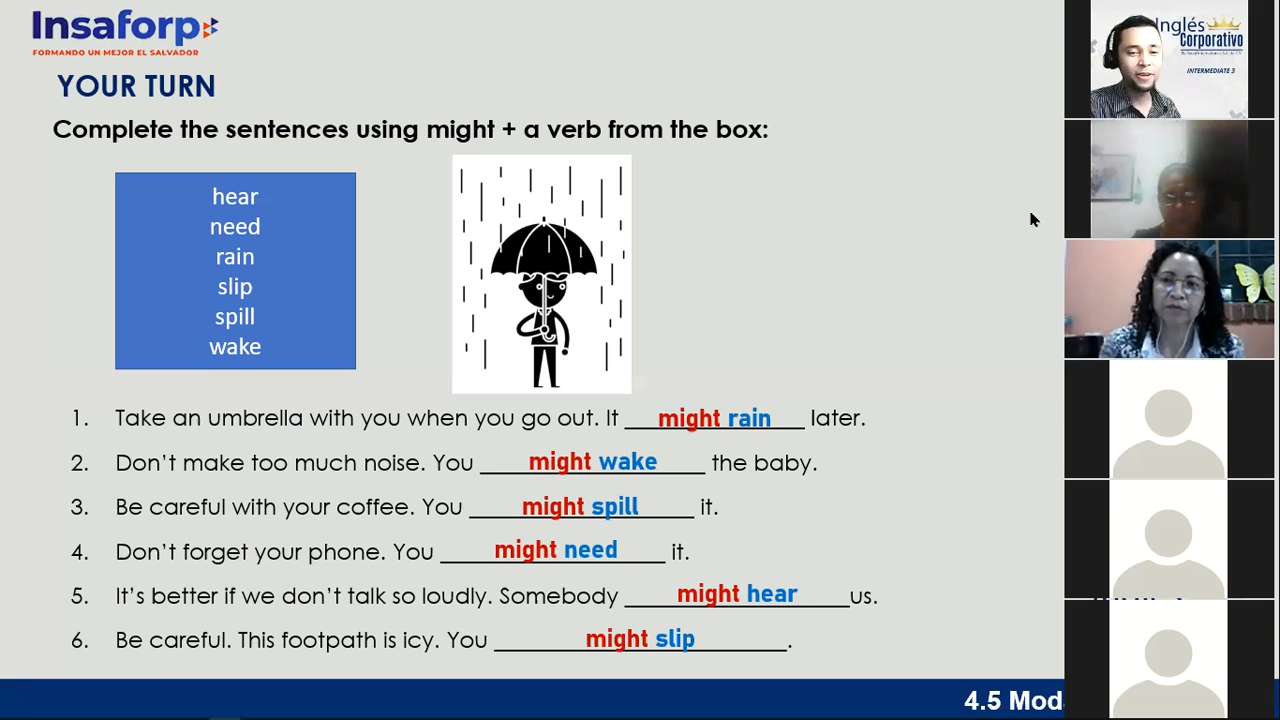 Insaforp
FORMANDO UN MEJOR EL SALVADOR
YOUR TURN
Complete the sentences using might + a verb from the box:
hear
need
rain
slip
spill
wake
1. Take an umbrella with you when you go out. It might rain later.
2. Don't make too much noise. You might wake the baby.
3. Be careful with your coffee. You might spill it.
4. Don't forget your phone. You might need it.
5. It's better if we don't talk so loudly. Somebody might hear us.
6. Be careful. This footpath is icy. You might slip.
4.5 Mod
Inglés
Corporativo
INTERMEDIATE 3